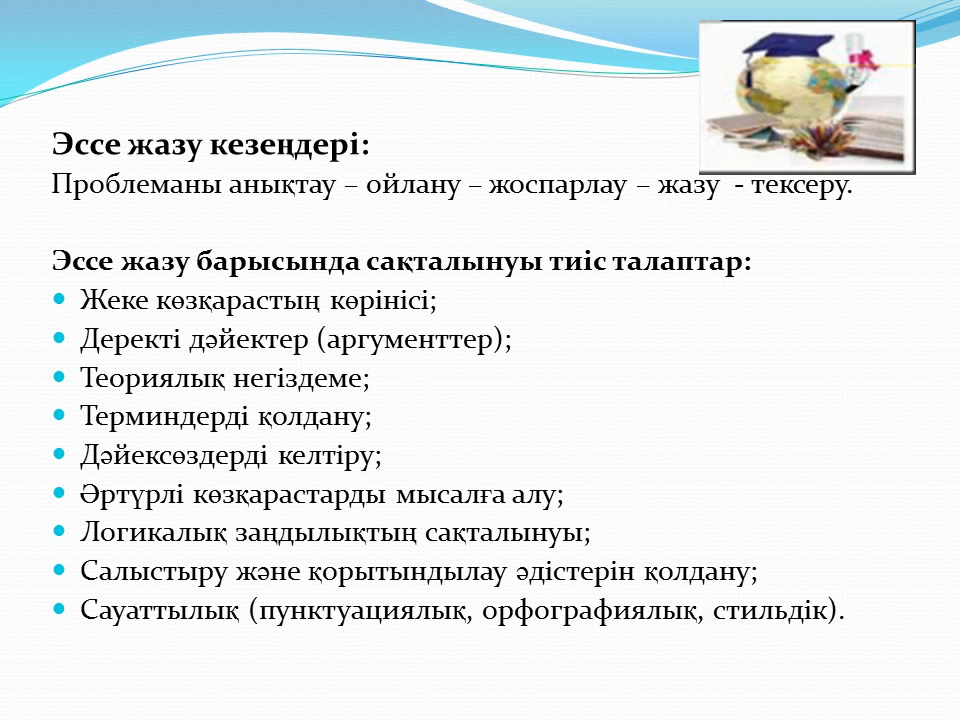 Эссе жазу кезеңдері:
Проблеманы анықтау – ойлану – жоспарлау – жазу - тексеру.
Эссе жазу барысында сақталынуы тиіс талаптар:
Жеке көзқарастың көрінісі;
Деректі дәйектер (аргументтер);
Теориялық негіздеме;
Терминдерді қолдану;
Дәйексөздерді келтіру;
Әртүрлі көзқарастарды мысалға алу;
Логикалық заңдылықтың сақталынуы;
Салыстыру және қорытындылау әдістерін қолдану;
Сауаттылық (пунктуациялық, орфографиялық, стильдік).